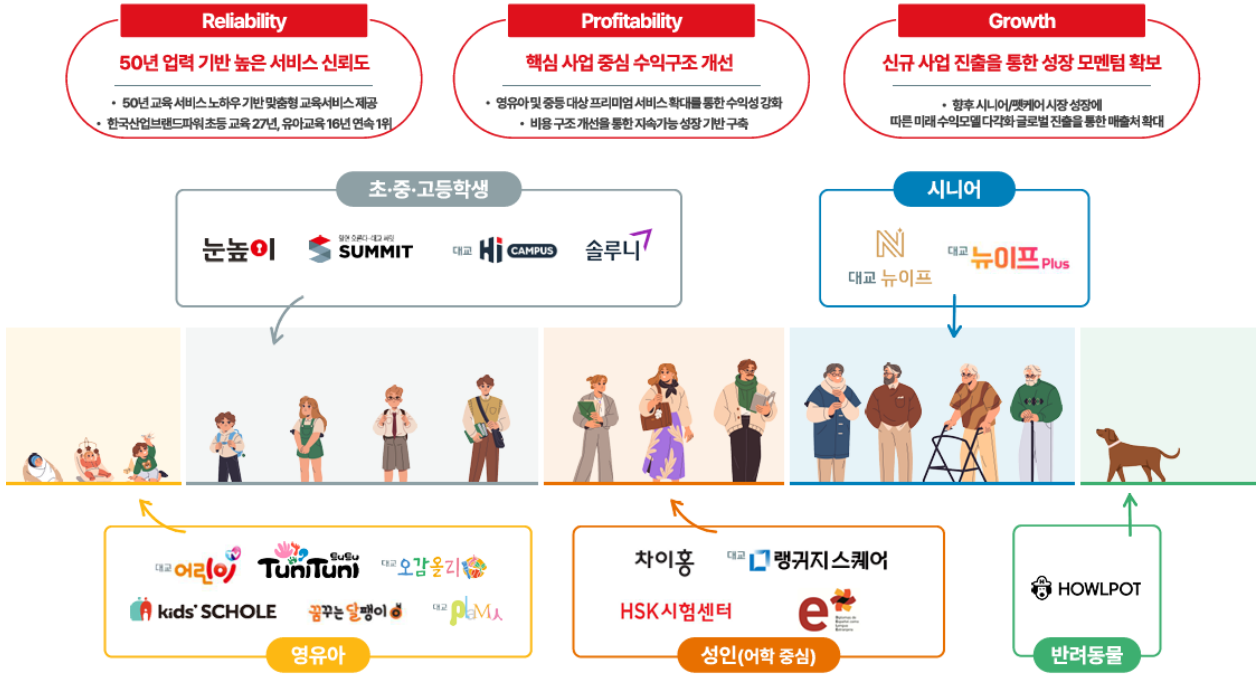 Reliability
50년 업력 기반 높은 서비스 신뢰도
• 50년 교육 서비스 노하우 기반 맞춤형 교육서비스 제공
• 한국산업브랜드파워 초등 교육 27년, 유아교육 16년 연속 1위
Profitability
핵심 사업 중심 수익구조 개선
• 영유아 및 중등 대상 프리미엄 서비스 확대를 통한 수익성 강화
• 비용 구조 개선을 통한 지속가능 성장 기반 구축
Growth
신규 사업 진출을 통한 성장 모멘텀 확보
• 향후 시니어/펫케어 시장 성장에
따른 미래 수익모델 다각화 글로벌 진출을 통한 매출처 확대
초·중·고등학생
눈높이
SUMMIT
대교 Hi CAMPUS
솔루니
시니어
N
대교 뉴이프
대교 뉴이프 Plus
대교 어린이
튼튼
TuniTuni
대교 오감올리
kids' SCHOLE
꿈꾸는 달팽이
대교 plaMs
영유아
차이홍
대교 랭귀지 스퀘어
HSK시험센터
e
성인(어학 중심)
HOWLPOT
반려동물